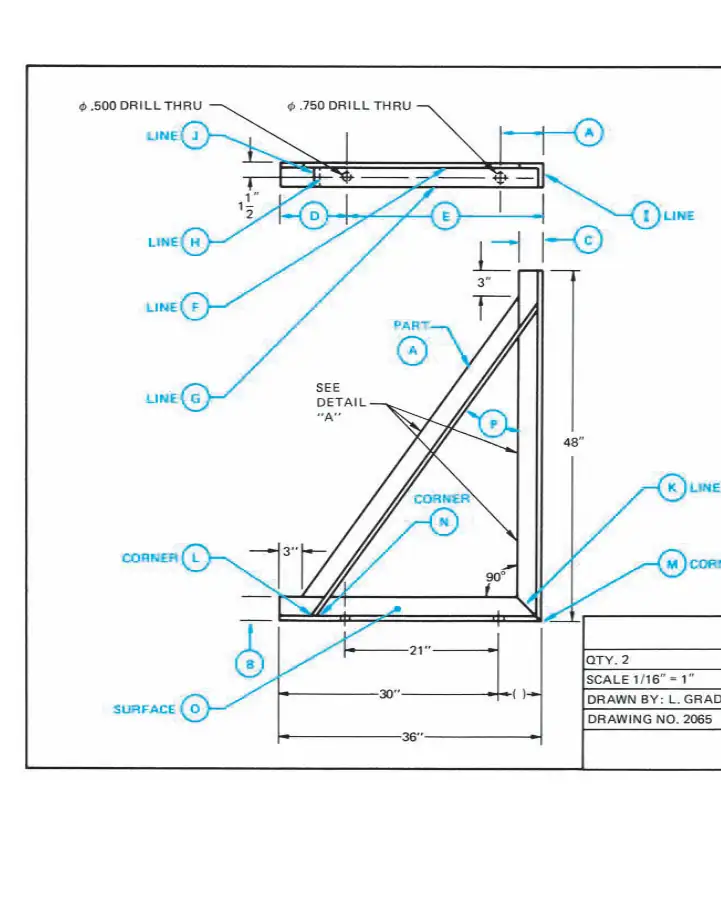 ⌀ .500 DRILL THRU
⌀ .750 DRILL THRU
LINE J
A
1 1/2"
D
E
I LINE
LINE H
C
3"
LINE F
PART
A
SEE
DETAIL
"A"
LINE G
P
48"
K LINE
CORNER
N
CORNER L
3"
90°
M CORN
B
21"
QTY. 2
SCALE 1/16" = 1"
30"
( )
DRAWN BY: L. GRAD
SURFACE O
DRAWING NO. 2065
36"